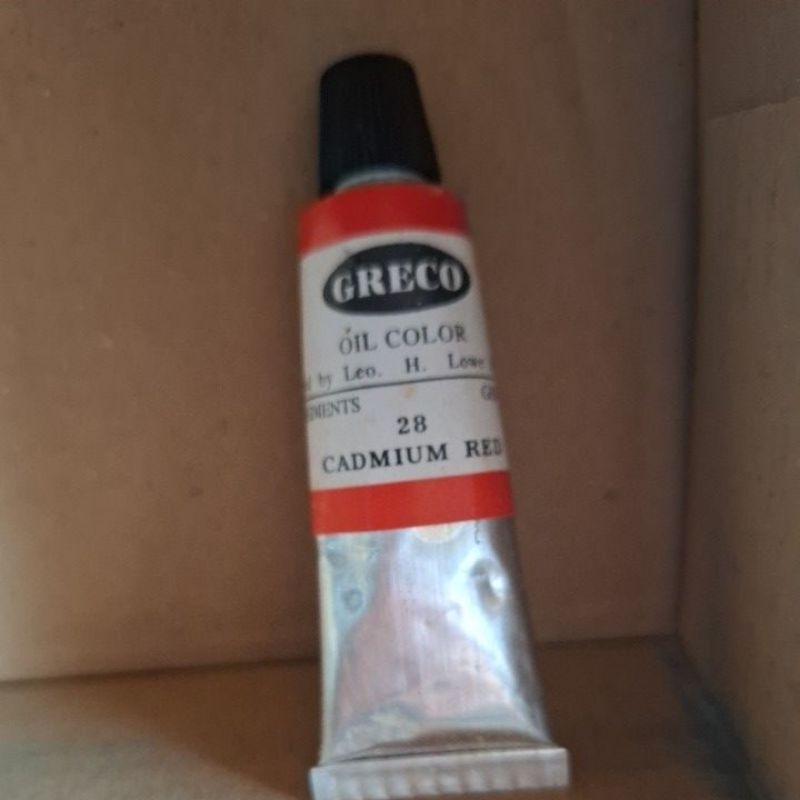 GRECO
OIL COLOR
by Leo. H. Lowe
28
CADMIUM RED